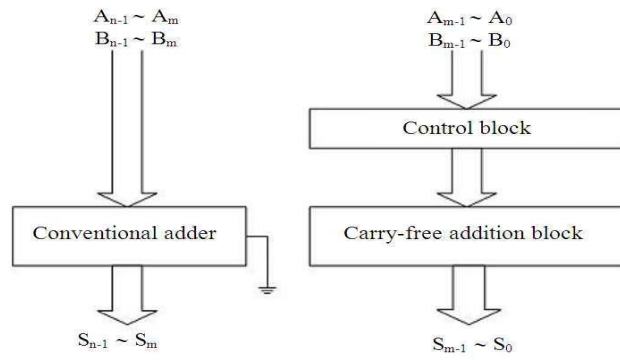 A_{n-1} ~ A_m
B_{n-1} ~ B_m
Conventional adder
S_{n-1} ~ S_m
A_{m-1} ~ A_0
B_{m-1} ~ B_0
Control block
Carry-free addition block
S_{m-1} ~ S_0